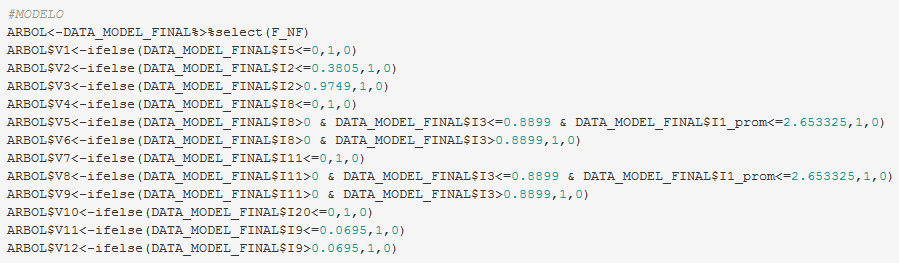 #MODELO
ARBOL<-DATA_MODEL_FINAL%>%select(F_NF)
ARBOL$V1<-ifelse(DATA_MODEL_FINAL$I5<=0,1,0)
ARBOL$V2<-ifelse(DATA_MODEL_FINAL$I2<=0.3805,1,0)
ARBOL$V3<-ifelse(DATA_MODEL_FINAL$I2>0.9749,1,0)
ARBOL$V4<-ifelse(DATA_MODEL_FINAL$I8<=0,1,0)
ARBOL$V5<-ifelse(DATA_MODEL_FINAL$I8>0 & DATA_MODEL_FINAL$I3<=0.8899 & DATA_MODEL_FINAL$I1_prom<=2.653325,1,0)
ARBOL$V6<-ifelse(DATA_MODEL_FINAL$I8>0 & DATA_MODEL_FINAL$I3>0.8899,1,0)
ARBOL$V7<-ifelse(DATA_MODEL_FINAL$I11<=0,1,0)
ARBOL$V8<-ifelse(DATA_MODEL_FINAL$I11>0 & DATA_MODEL_FINAL$I3<=0.8899 & DATA_MODEL_FINAL$I1_prom<=2.653325,1,0)
ARBOL$V9<-ifelse(DATA_MODEL_FINAL$I11>0 & DATA_MODEL_FINAL$I3>0.8899,1,0)
ARBOL$V10<-ifelse(DATA_MODEL_FINAL$I20<=0,1,0)
ARBOL$V11<-ifelse(DATA_MODEL_FINAL$I9<=0.0695,1,0)
ARBOL$V12<-ifelse(DATA_MODEL_FINAL$I9>0.0695,1,0)